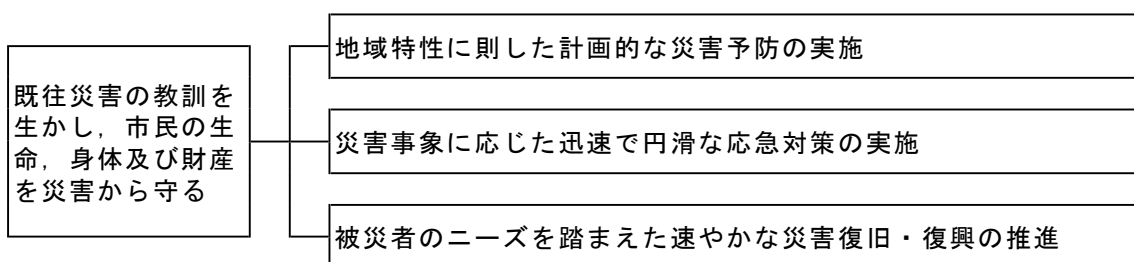 既往災害の教訓を
生かし，市民の生
命，身体及び財産
を災害から守る
地域特性に則した計画的な災害予防の実施
災害事象に応じた迅速で円滑な応急対策の実施
被災者のニーズを踏まえた速やかな災害復旧・復興の推進